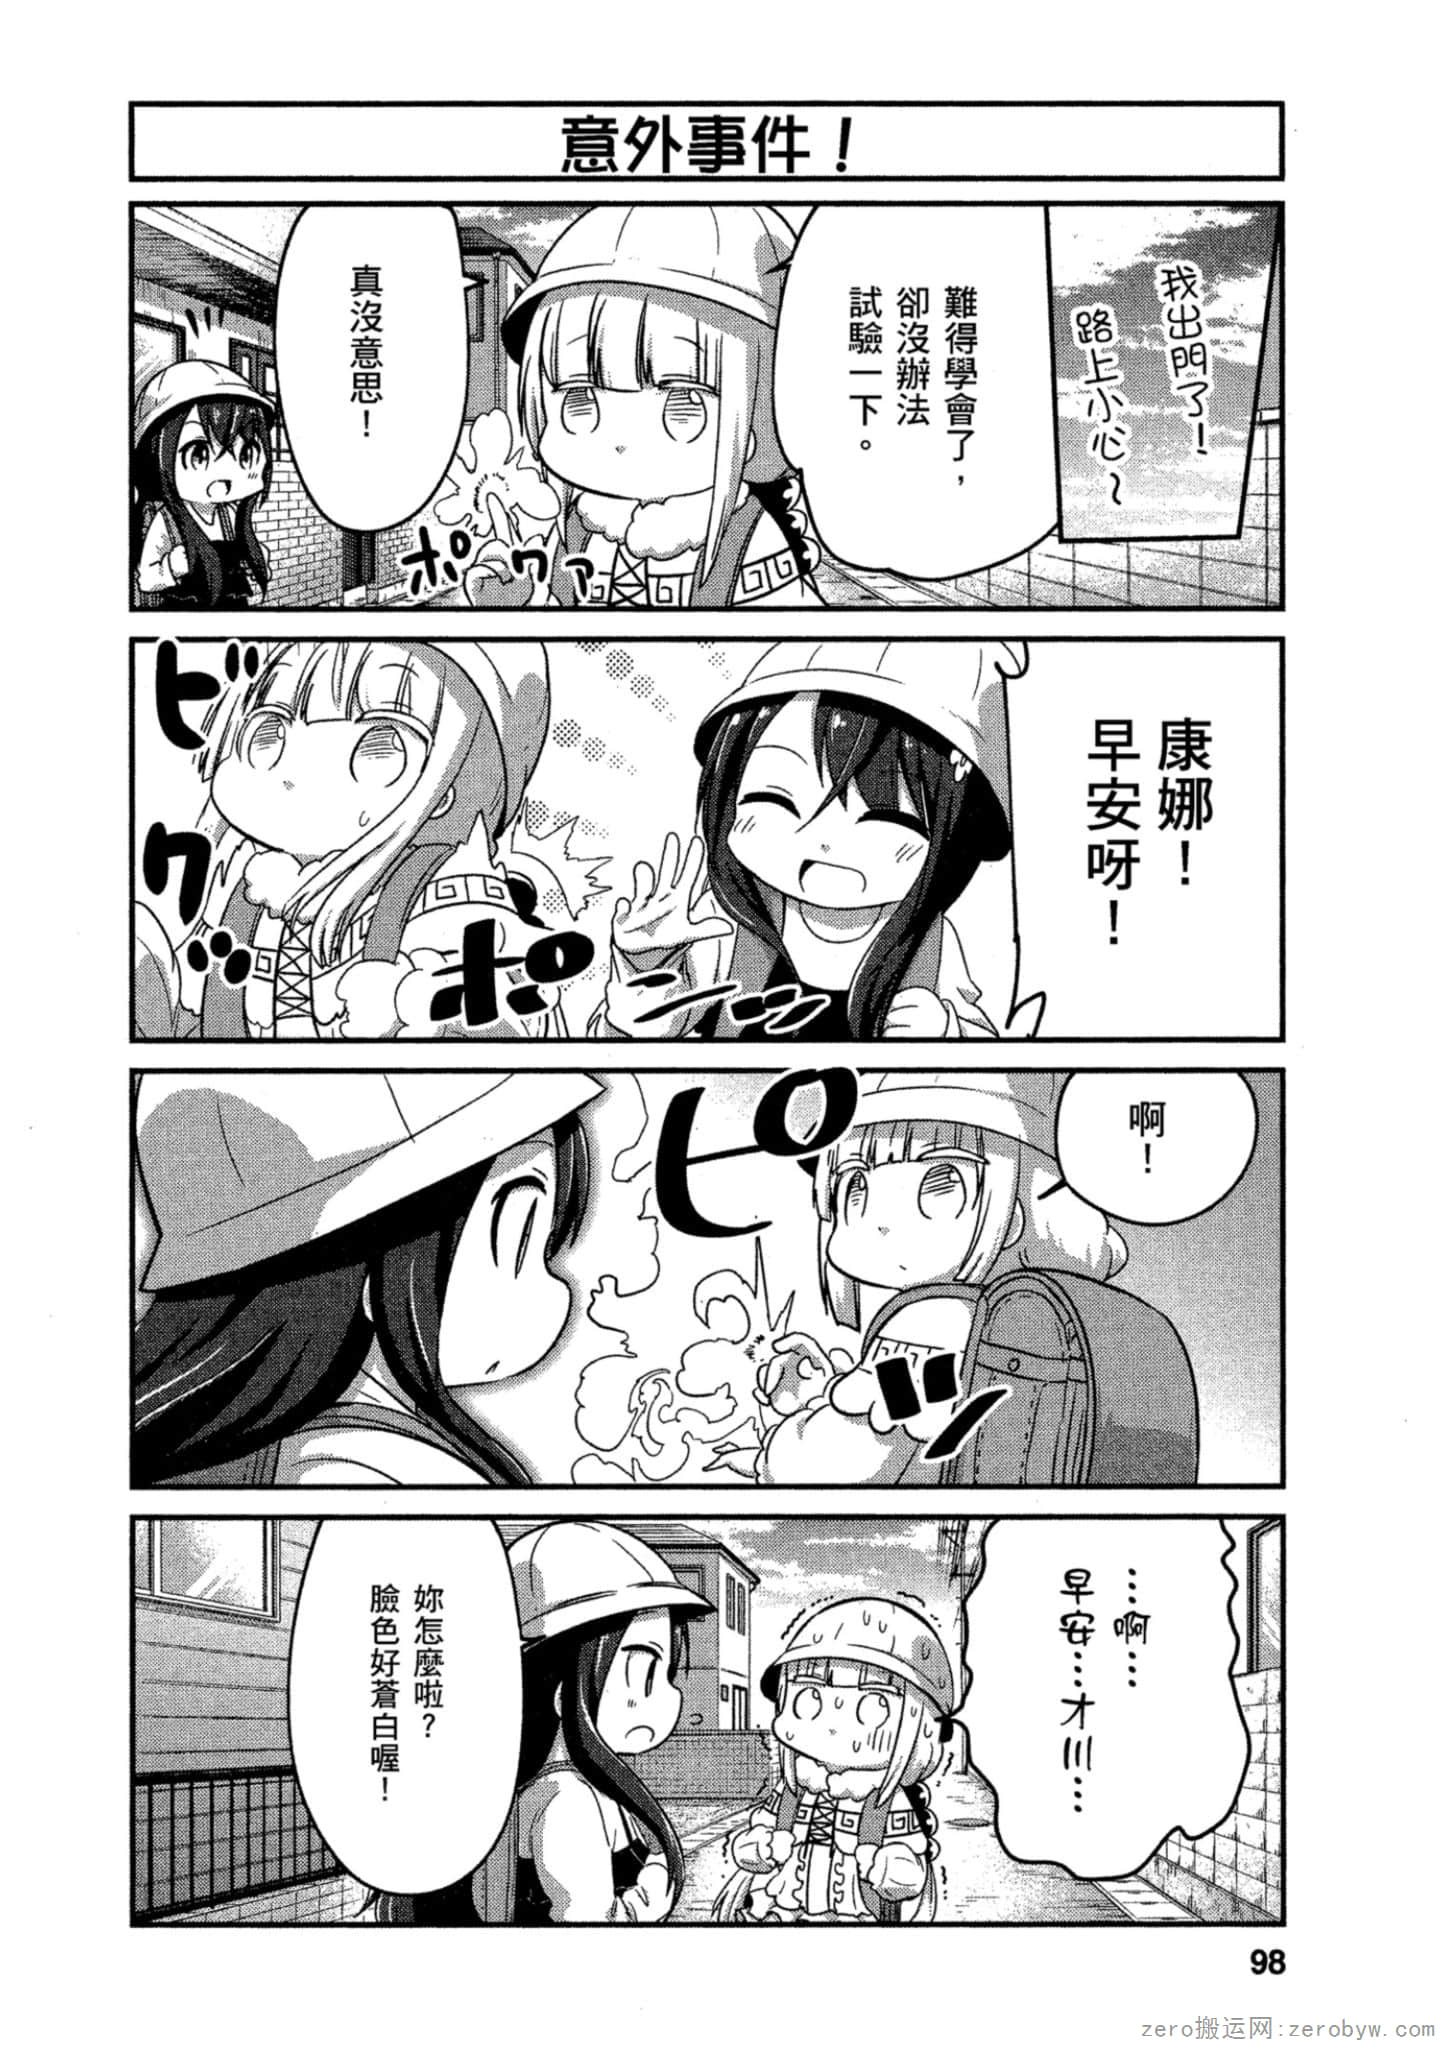 意外事件！
我出門了！
路上小心～
難得學會了，
卻沒辦法
試驗一下。
真沒意思！
ポワァ
康娜！
早安呀！
ポンッ
ビクッ
啊！
ピトッ
……啊……
早安……才川……
妳怎麼啦？
臉色好蒼白喔！
98
zero搬运网:zerobyw.com